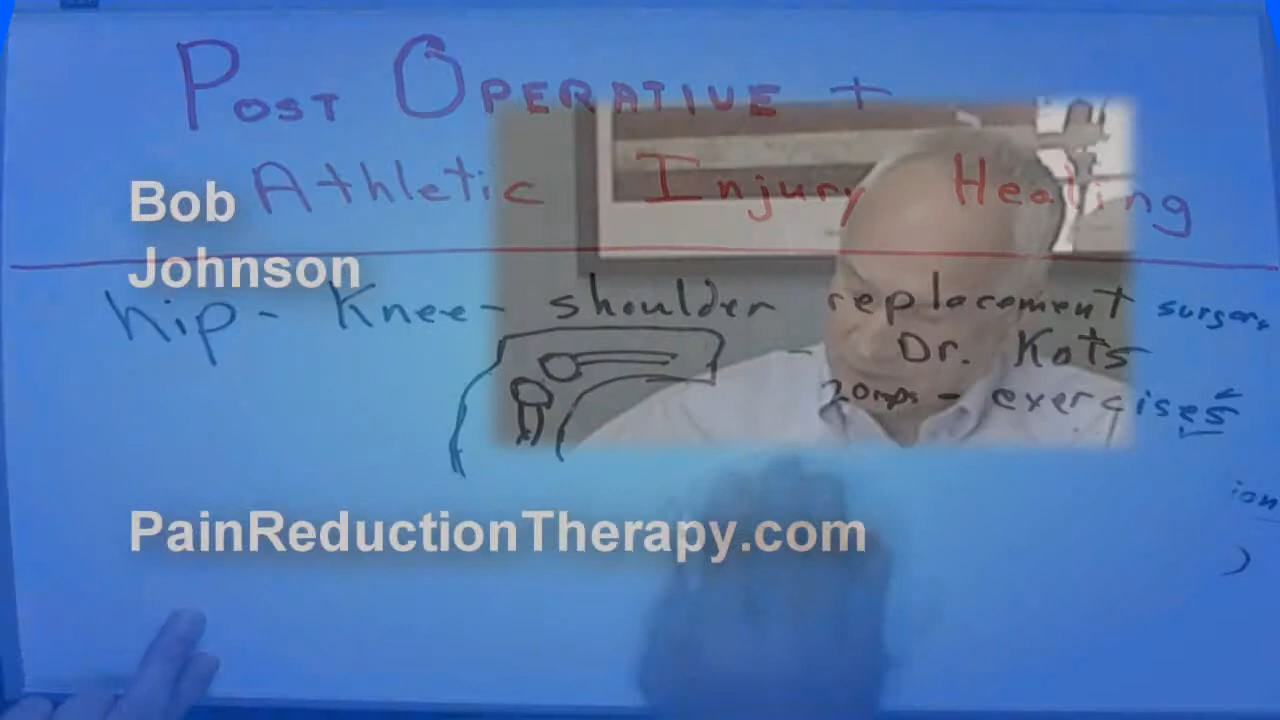 POST OPERATIVE +
Athletic Injury Healing
Bob
Johnson
hip - Knee - shoulder replacement surgery
- Dr. Kots
20mps - exercises
PainReductionTherapy.com